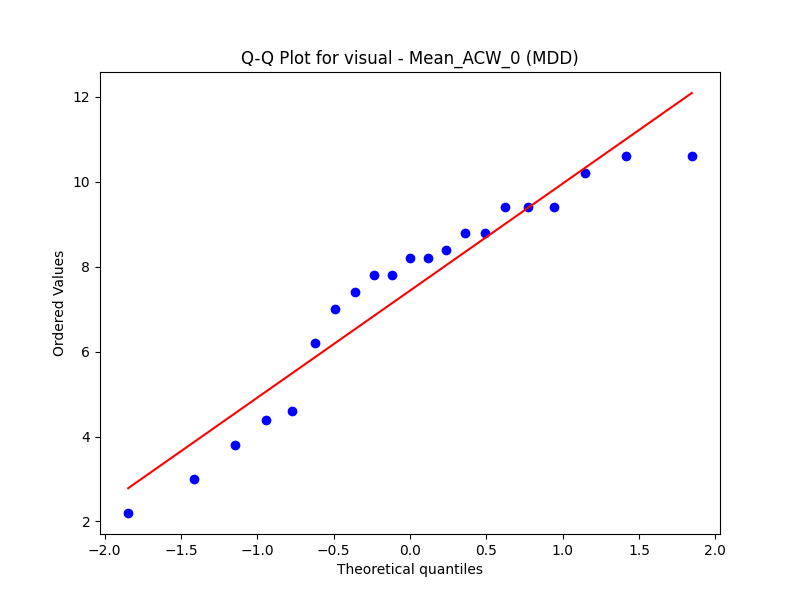 Q-Q Plot for visual - Mean_ACW_0 (MDD)
12
10
8
6
4
2
Ordered Values
−2.0 −1.5 −1.0 −0.5 0.0 0.5 1.0 1.5 2.0
Theoretical quantiles